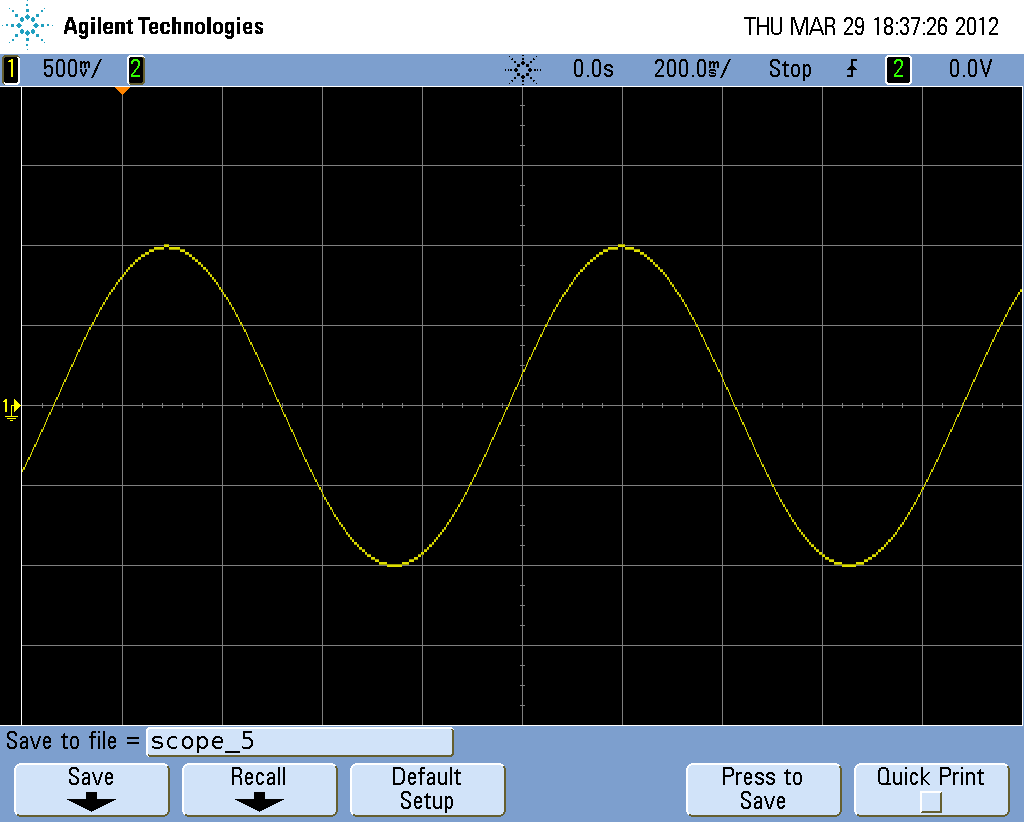 Agilent Technologies THU MAR 29 18:37:26 2012
1 500mV/ 2 0.0s 200.0ms/ Stop 2 0.0V
1
Save to file = scope_5
Save Recall Default Setup Press to Save Quick Print